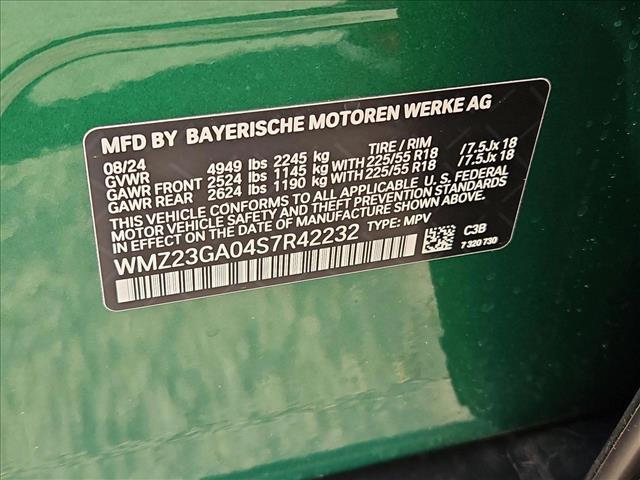 MFD BY BAYERISCHE MOTOREN WERKE AG
08/24 TIRE / RIM
GVWR 4949 lbs 2245 kg
GAWR FRONT 2524 lbs 1145 kg WITH 225/55 R18 /7.5Jx 18
GAWR REAR 2624 lbs 1190 kg WITH 225/55 R18 /7.5Jx 18
THIS VEHICLE CONFORMS TO ALL APPLICABLE U. S. FEDERAL
MOTOR VEHICLE SAFETY, BUMPER, AND THEFT PREVENTION
STANDARDS IN EFFECT ON THE DATE OF MANUFACTURE SHOWN ABOVE.
WMZ23GA04S7R42232 TYPE: MPV
C3B
7 320 730